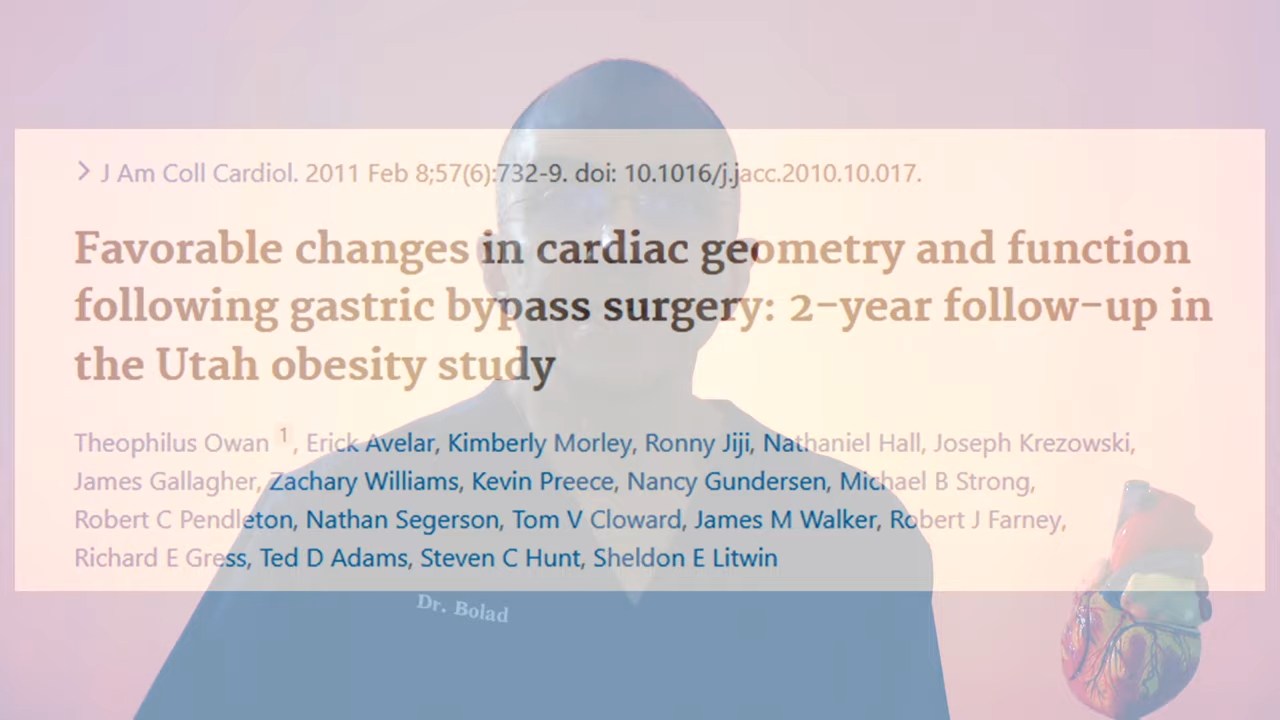 > J Am Coll Cardiol. 2011 Feb 8;57(6):732-9. doi: 10.1016/j.jacc.2010.10.017.
Favorable changes in cardiac geometry and function
following gastric bypass surgery: 2-year follow-up in
the Utah obesity study
Theophilus Owan 1, Erick Avelar, Kimberly Morley, Ronny Jiji, Nathaniel Hall, Joseph Krezowski,
James Gallagher, Zachary Williams, Kevin Preece, Nancy Gundersen, Michael B Strong,
Robert C Pendleton, Nathan Segerson, Tom V Cloward, James M Walker, Robert J Farney,
Richard E Gress, Ted D Adams, Steven C Hunt, Sheldon E Litwin
Dr. Bolad